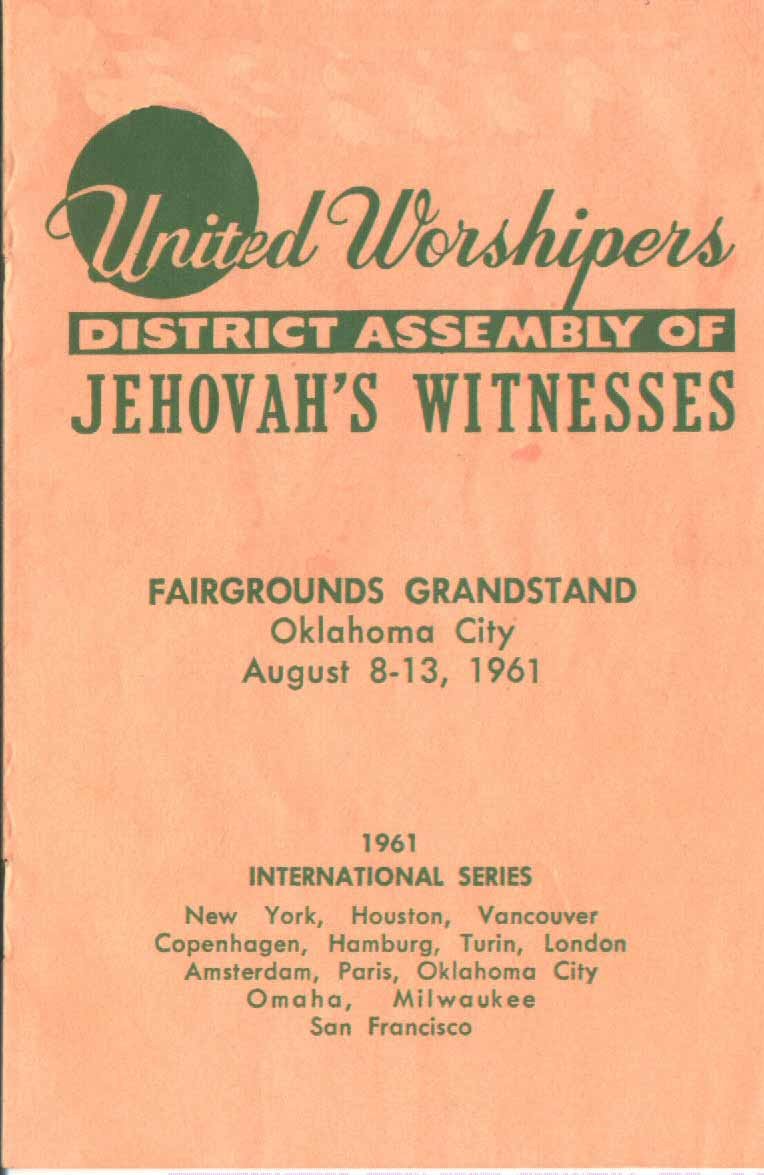 United Worshipers
DISTRICT ASSEMBLY OF
JEHOVAH'S WITNESSES
FAIRGROUNDS GRANDSTAND
Oklahoma City
August 8-13, 1961
1961
INTERNATIONAL SERIES
New York, Houston, Vancouver
Copenhagen, Hamburg, Turin, London
Amsterdam, Paris, Oklahoma City
Omaha, Milwaukee
San Francisco